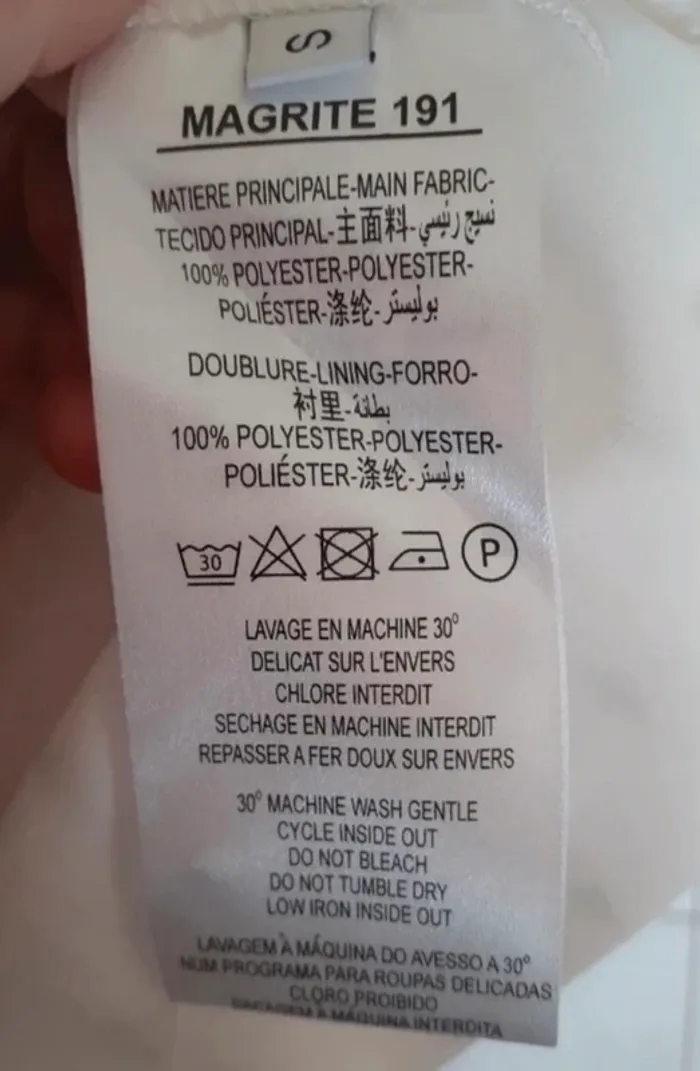 S
MAGRITE 191
MATIERE PRINCIPALE-MAIN FABRIC-
TECIDO PRINCIPAL-主面料-نسيج رئيسي
100% POLYESTER-POLYESTER-
POLIÉSTER-涤纶-بوليستر
DOUBLURE-LINING-FORRO-
衬里-بطانة
100% POLYESTER-POLYESTER-
POLIÉSTER-涤纶-بوليستر
30 P
LAVAGE EN MACHINE 30°
DELICAT SUR L'ENVERS
CHLORE INTERDIT
SECHAGE EN MACHINE INTERDIT
REPASSER A FER DOUX SUR ENVERS
30° MACHINE WASH GENTLE
CYCLE INSIDE OUT
DO NOT BLEACH
DO NOT TUMBLE DRY
LOW IRON INSIDE OUT
LAVAGEM À MÁQUINA DO AVESSO A 30°
NUM PROGRAMA PARA ROUPAS DELICADAS
CLORO PROIBIDO
SECAGEM À MÁQUINA INTERDITA